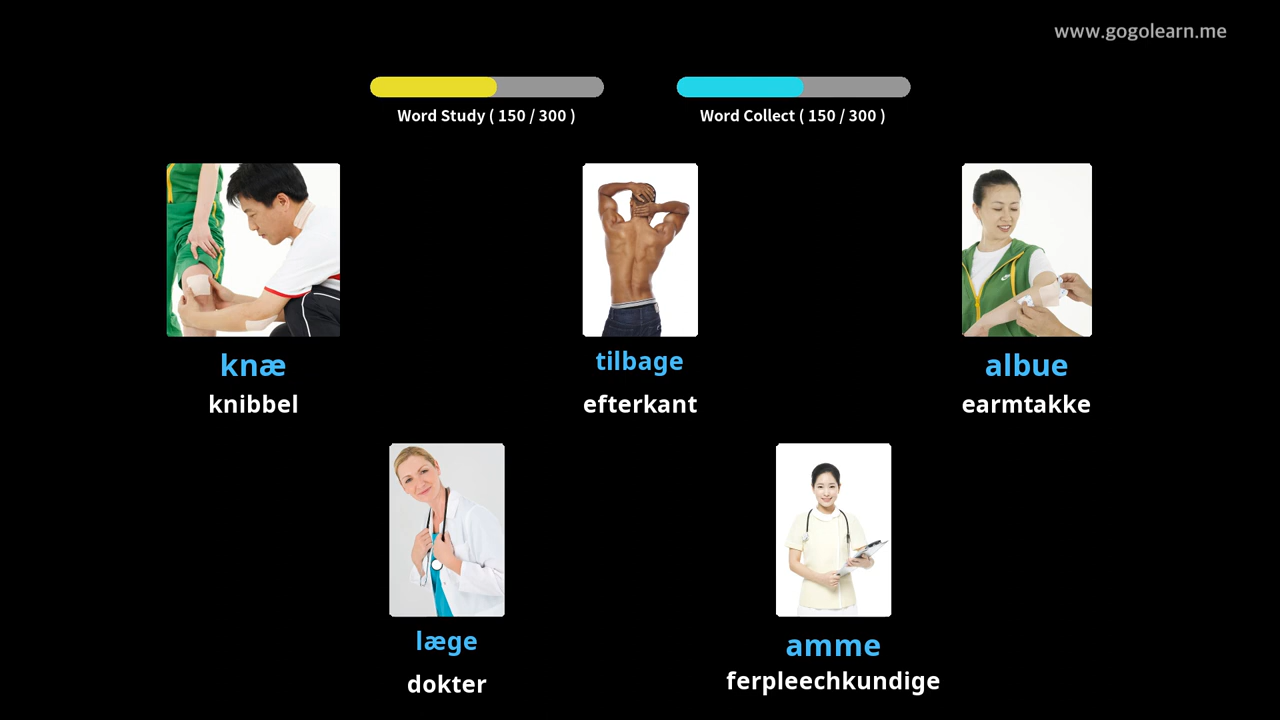 www.gogolearn.me
Word Study ( 150 / 300 )
Word Collect ( 150 / 300 )
knæ
tilbage
albue
knibbel
efterkant
earmtakke
læge
amme
dokter
ferpleechkundige